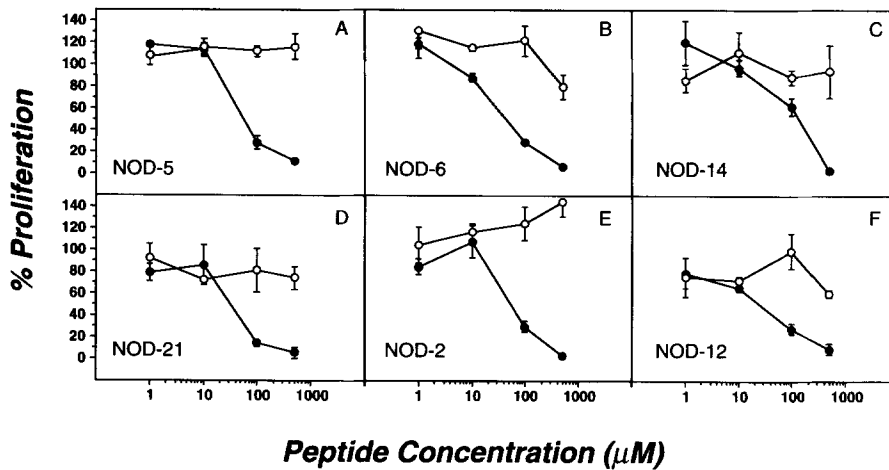 % Proliferation
140
120
100
80
60
40
20
0
A
NOD-5
B
NOD-6
C
NOD-14
140
120
100
80
60
40
20
0
D
NOD-21
E
NOD-2
F
NOD-12
1 10 100 1000
1 10 100 1000
1 10 100 1000
Peptide Concentration (μM)